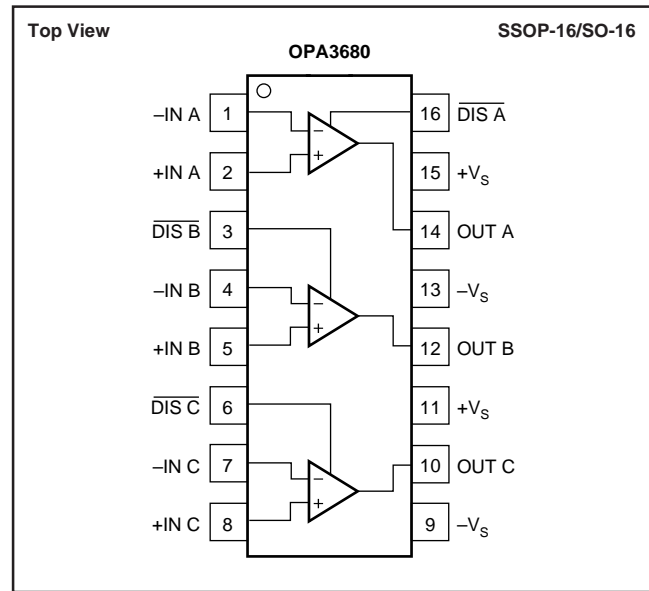 Top View SSOP-16/SO-16
OPA3680
–IN A 1 16 DIS A
+IN A 2 15 +VS
DIS B 3 14 OUT A
–IN B 4 13 –VS
+IN B 5 12 OUT B
DIS C 6 11 +VS
–IN C 7 10 OUT C
+IN C 8 9 –VS
−
+
−
+
−
+